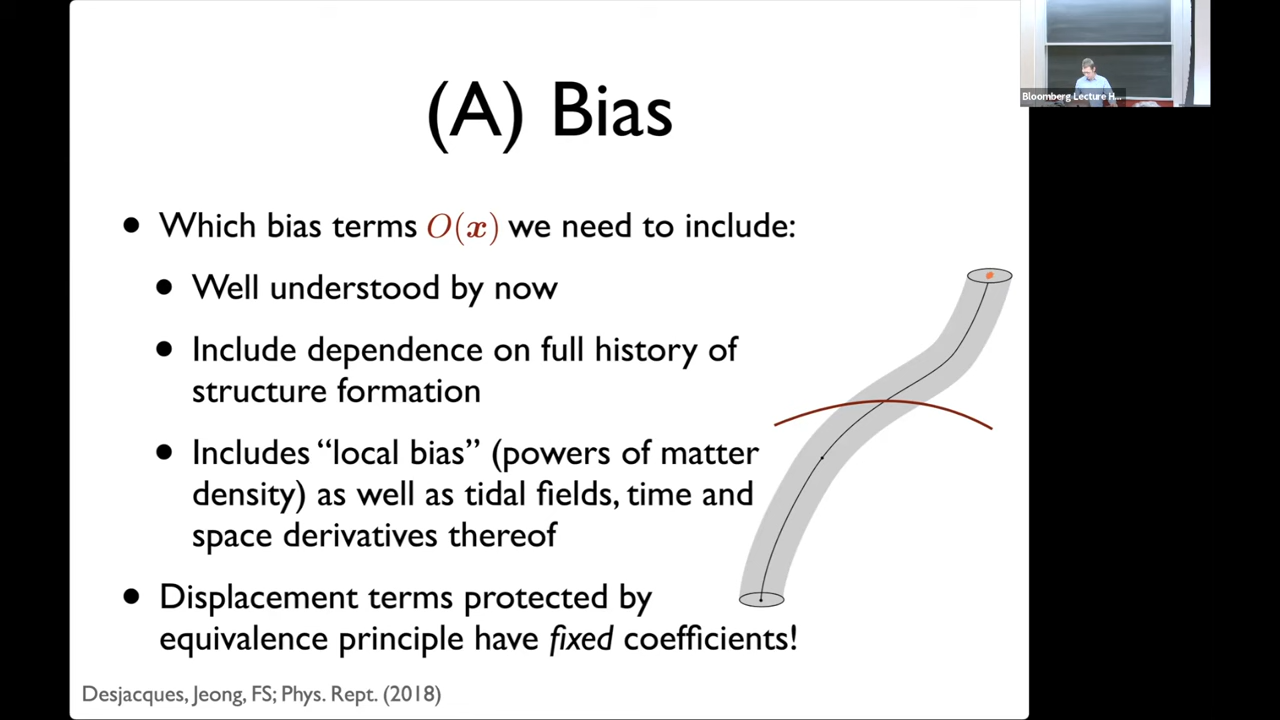 (A) Bias
Bloomberg Lecture H...
• Which bias terms O(x) we need to include:
• Well understood by now
• Include dependence on full history of
structure formation
• Includes “local bias” (powers of matter
density) as well as tidal fields, time and
space derivatives thereof
• Displacement terms protected by
equivalence principle have fixed coefficients!
Desjacques, Jeong, FS; Phys. Rept. (2018)